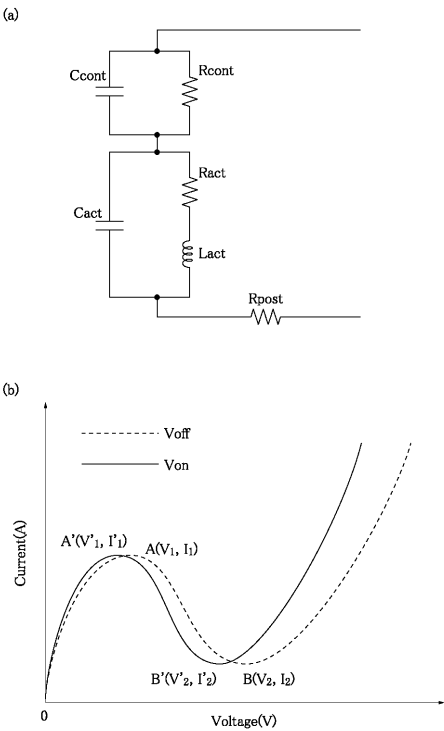 (a)
Ccont
Rcont
Ract
Cact
Lact
Rpost
(b)
Voff
Von
A'(V'₁, I'₁)
A(V₁, I₁)
Current(A)
B'(V'₂, I'₂)
B(V₂, I₂)
0
Voltage(V)